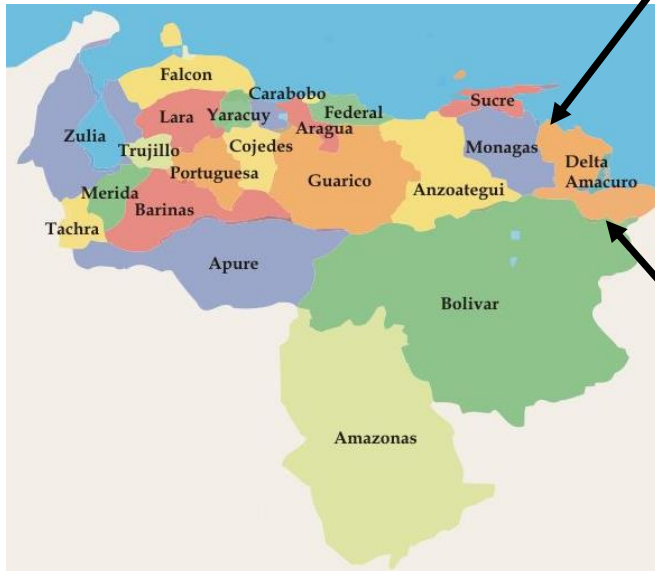 Falcon
Carabobo
Sucre
Lara
Yaracuy
Federal
Zulia
Aragua
Trujillo
Cojedes
Monagas
Delta
Amacuro
Portuguesa
Guarico
Merida
Anzoategui
Barinas
Tachra
Apure
Bolivar
Amazonas